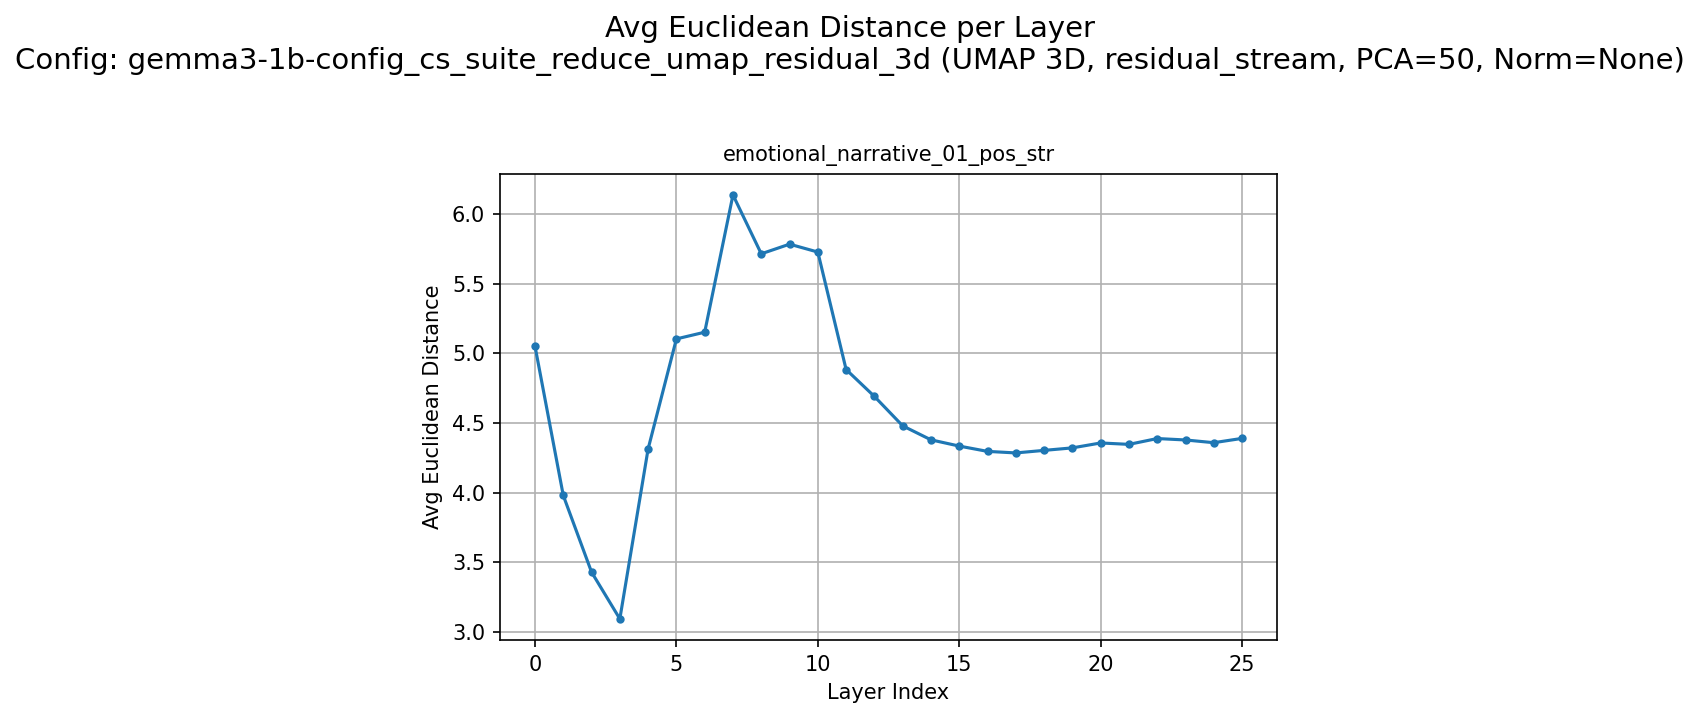 Avg Euclidean Distance per Layer
Config: gemma3-1b-config_cs_suite_reduce_umap_residual_3d (UMAP 3D, residual_stream, PCA=50, Norm=None)
emotional_narrative_01_pos_str
Avg Euclidean Distance
6.0
5.5
5.0
4.5
4.0
3.5
3.0
0 5 10 15 20 25
Layer Index